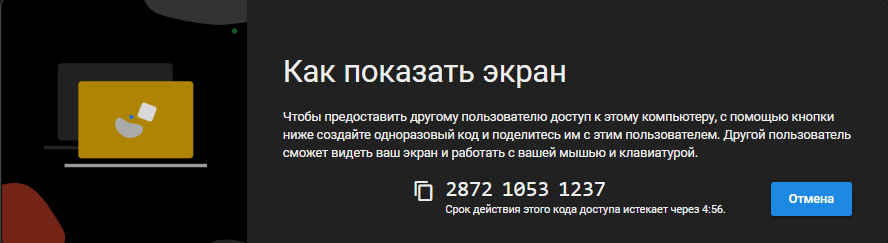 Как показать экран
Чтобы предоставить другому пользователю доступ к этому компьютеру, с помощью кнопки
ниже создайте одноразовый код и поделитесь им с этим пользователем. Другой пользователь
сможет видеть ваш экран и работать с вашей мышью и клавиатурой.
2872 1053 1237
Срок действия этого кода доступа истекает через 4:56.
Отмена